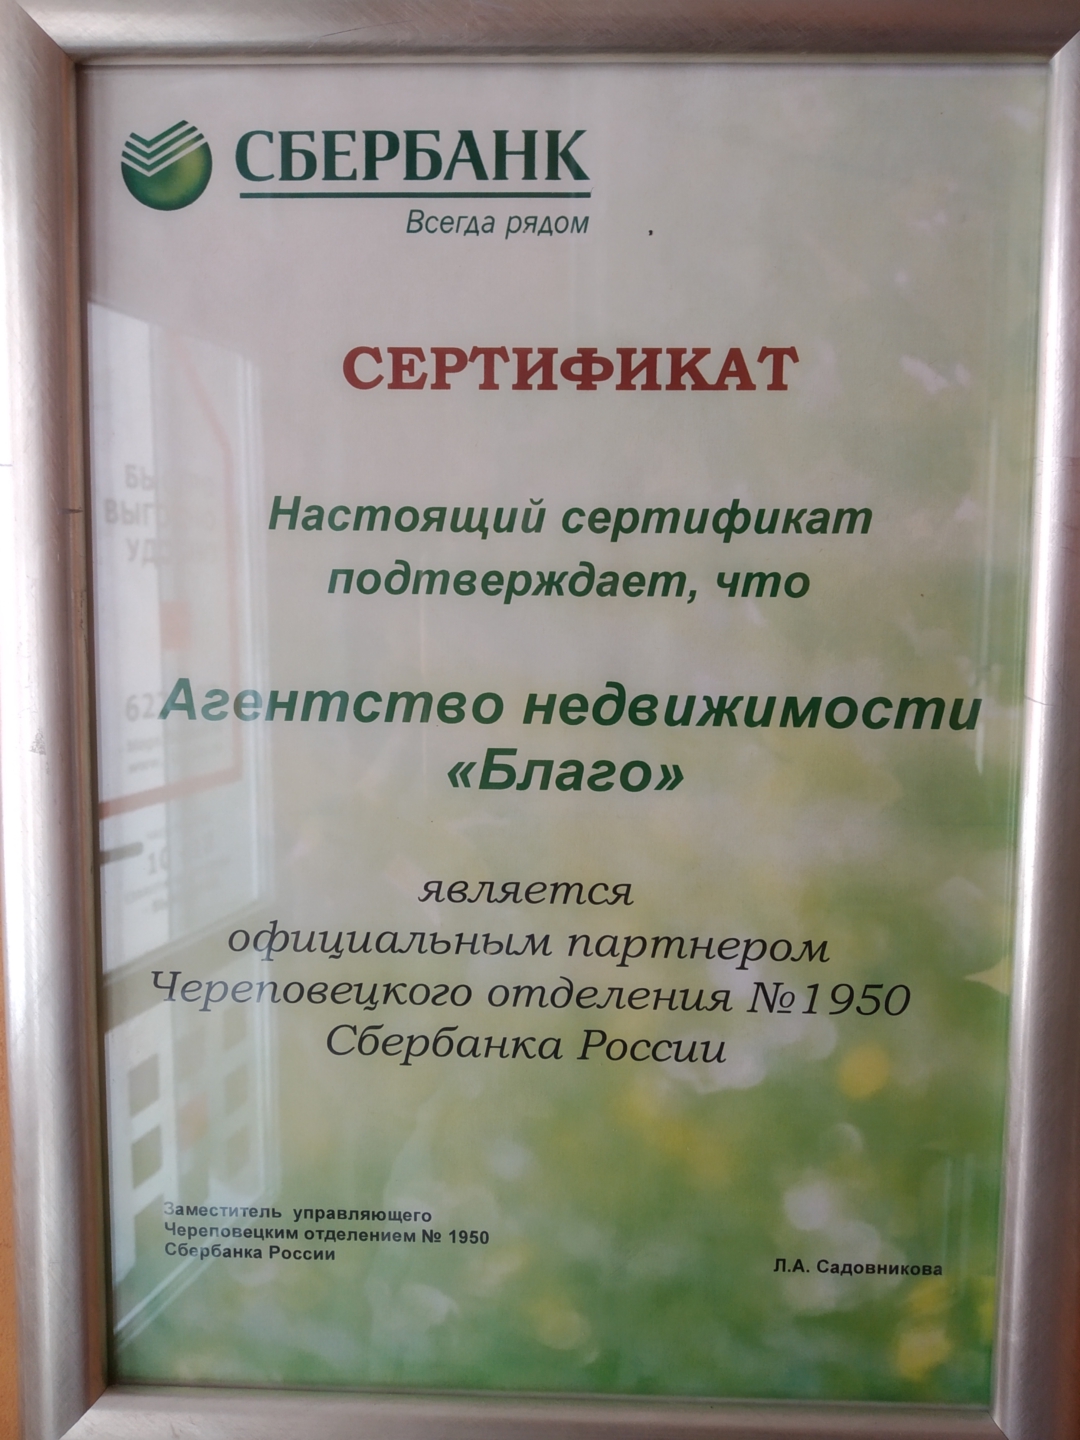 СБЕРБАНК
Всегда рядом
СЕРТИФИКАТ
Настоящий сертификат
подтверждает, что
Агентство недвижимости
«Благо»
является
официальным партнером
Череповецкого отделения №1950
Сбербанка России
Заместитель управляющего
Череповецким отделением № 1950
Сбербанка России
Л.А. Садовникова